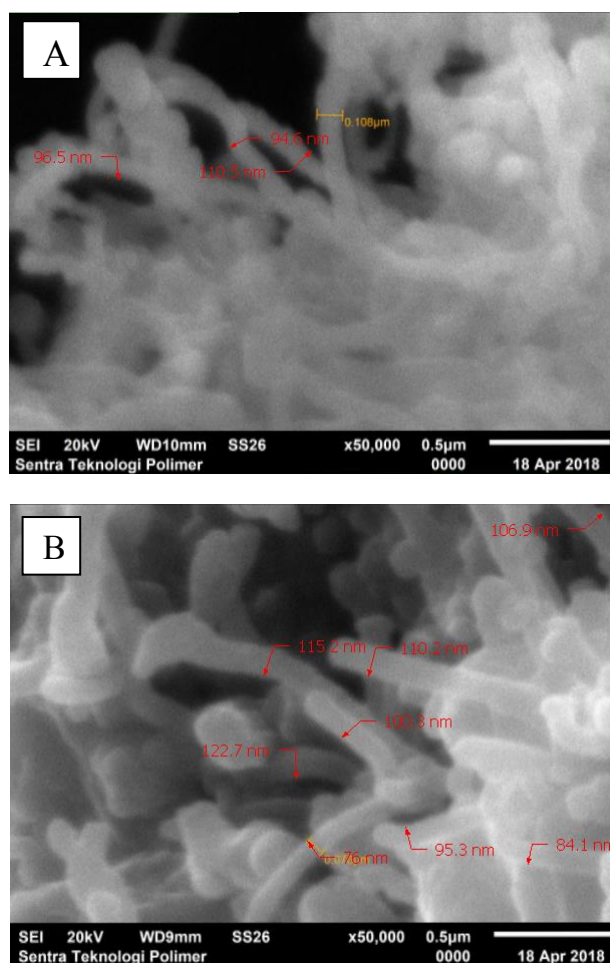 A
0.108µm
94.6 nm
96.5 nm
110.5 nm
SEI 20kV WD10mm SS26 x50,000 0.5µm
Sentra Teknologi Polimer 0000 18 Apr 2018
B
106.9 nm
115.2 nm 110.2 nm
105.3 nm
122.7 nm
76 nm 95.3 nm 84.1 nm
SEI 20kV WD9mm SS26 x50,000 0.5µm
Sentra Teknologi Polimer 0000 18 Apr 2018